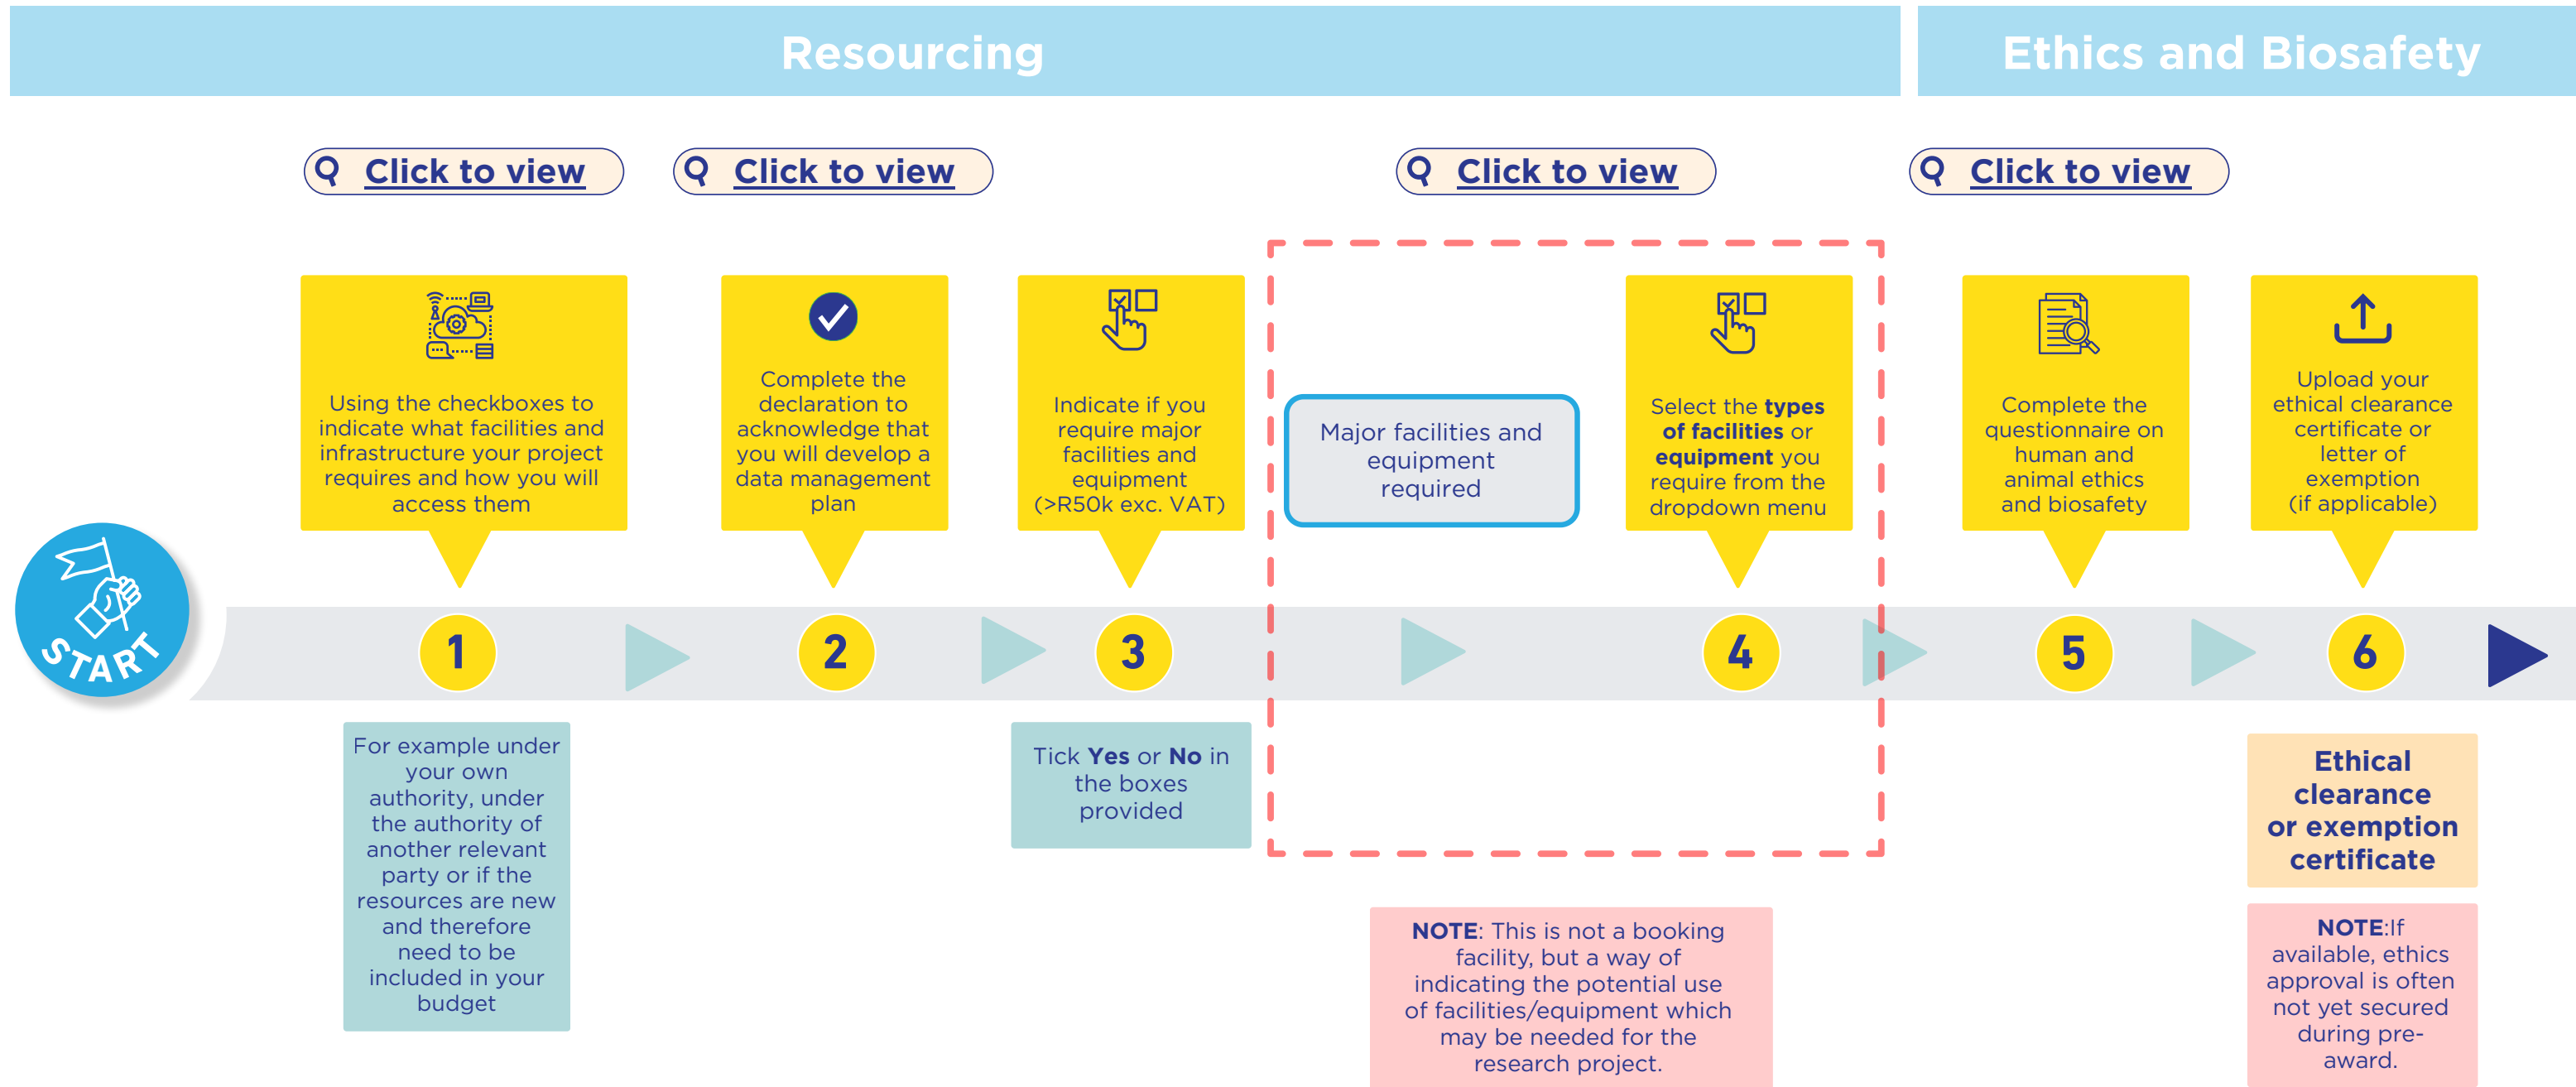 Resourcing
Ethics and Biosafety
Click to view
Click to view
Click to view
Click to view
START
Using the checkboxes to
indicate what facilities and
infrastructure your project
requires and how you will
access them
1
For example under
your own
authority, under
the authority of
another relevant
party or if the
resources are new
and therefore
need to be
included in your
budget
Complete the
declaration to
acknowledge that
you will develop a
data management
plan
2
Indicate if you
require major
facilities and
equipment
(>R50k exc. VAT)
3
Tick Yes or No in
the boxes
provided
Major facilities and
equipment
required
Select the types
of facilities or
equipment you
require from the
dropdown menu
4
NOTE: This is not a booking
facility, but a way of
indicating the potential use
of facilities/equipment which
may be needed for the
research project.
Complete the
questionnaire on
human and
animal ethics
and biosafety
5
Upload your
ethical clearance
certificate or
letter of
exemption
(if applicable)
6
Ethical
clearance
or exemption
certificate
NOTE:If
available, ethics
approval is often
not yet secured
during pre-
award.